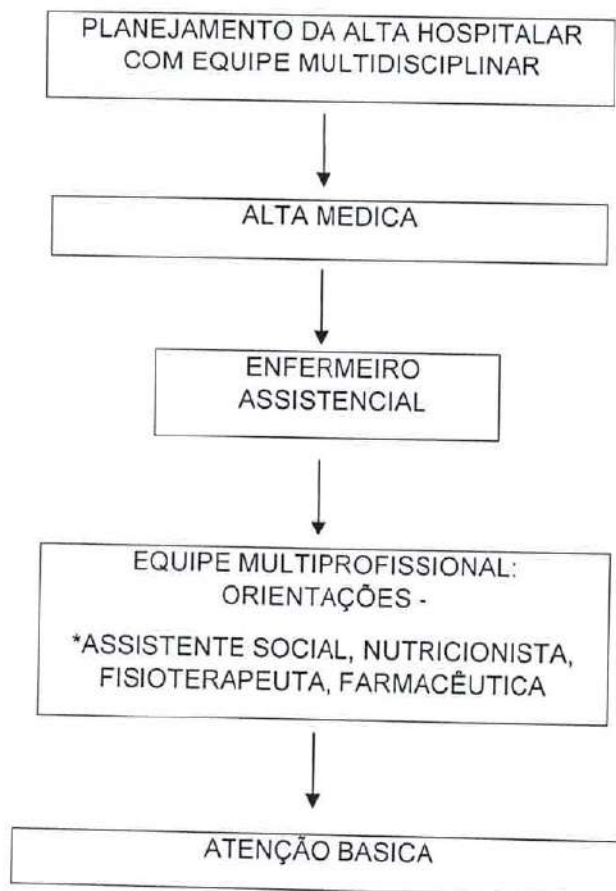 PLANEJAMENTO DA ALTA HOSPITALAR
COM EQUIPE MULTIDISCIPLINAR
ALTA MEDICA
ENFERMEIRO
ASSISTENCIAL
EQUIPE MULTIPROFISSIONAL:
ORIENTAÇÕES -
*ASSISTENTE SOCIAL, NUTRICIONISTA,
FISIOTERAPEUTA, FARMACÊUTICA
ATENÇÃO BASICA